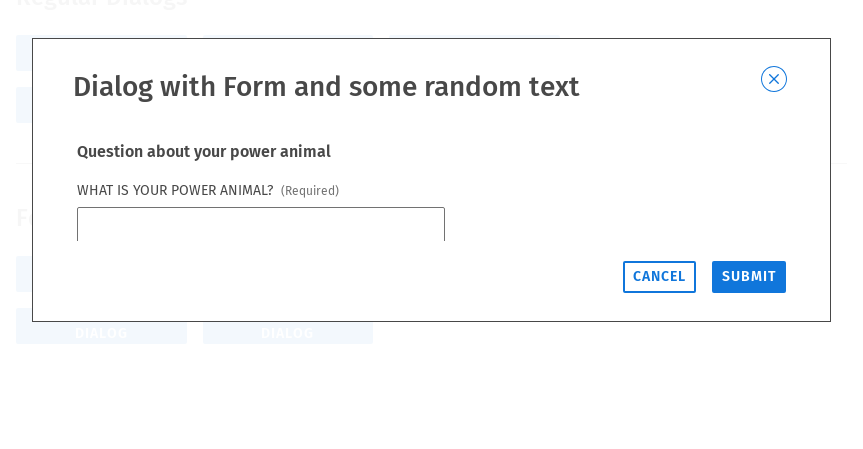 Regular Dialogs
Dialog with Form and some random text
Question about your power animal
WHAT IS YOUR POWER ANIMAL? (Required)
CANCEL
SUBMIT
DIALOG
DIALOG